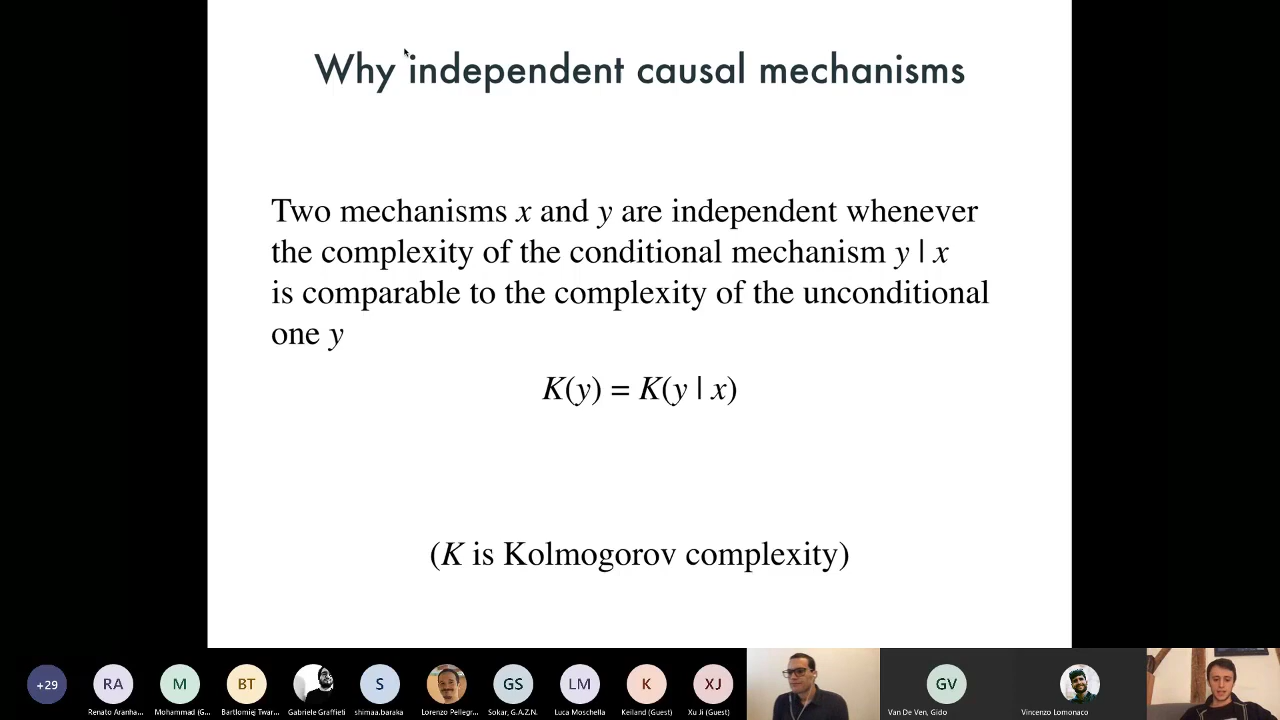 Why independent causal mechanisms
Two mechanisms x and y are independent whenever
the complexity of the conditional mechanism y | x
is comparable to the complexity of the unconditional
one y
K(y) = K(y | x)
(K is Kolmogorov complexity)
+29
RA
M
BT
S
GS
LM
K
XJ
GV
Renato Aranha...
Mohammad (G...
Bartłomiej Twar...
Gabriele Graffieti
shimaa.baraka
Lorenzo Pellegr...
Sokar, G.A.Z.N.
Luca Moschella
Keiland (Guest)
Xu Ji (Guest)
Van De Ven, Gido
Vincenzo Lomonaco